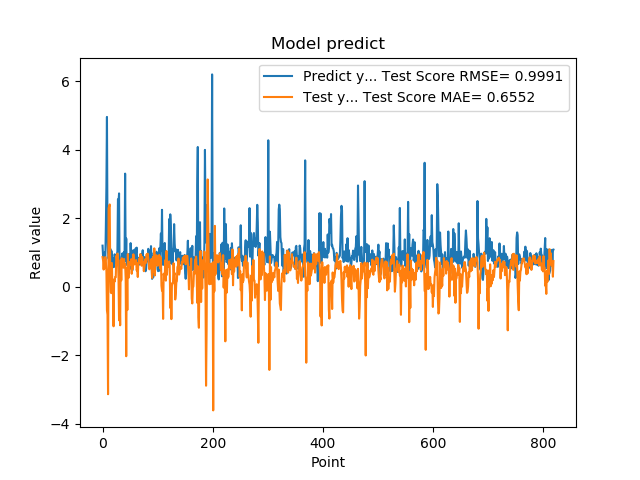 Model predict
Predict y... Test Score RMSE= 0.9991
Test y... Test Score MAE= 0.6552
Real value
6
4
2
0
−2
−4
0 200 400 600 800
Point